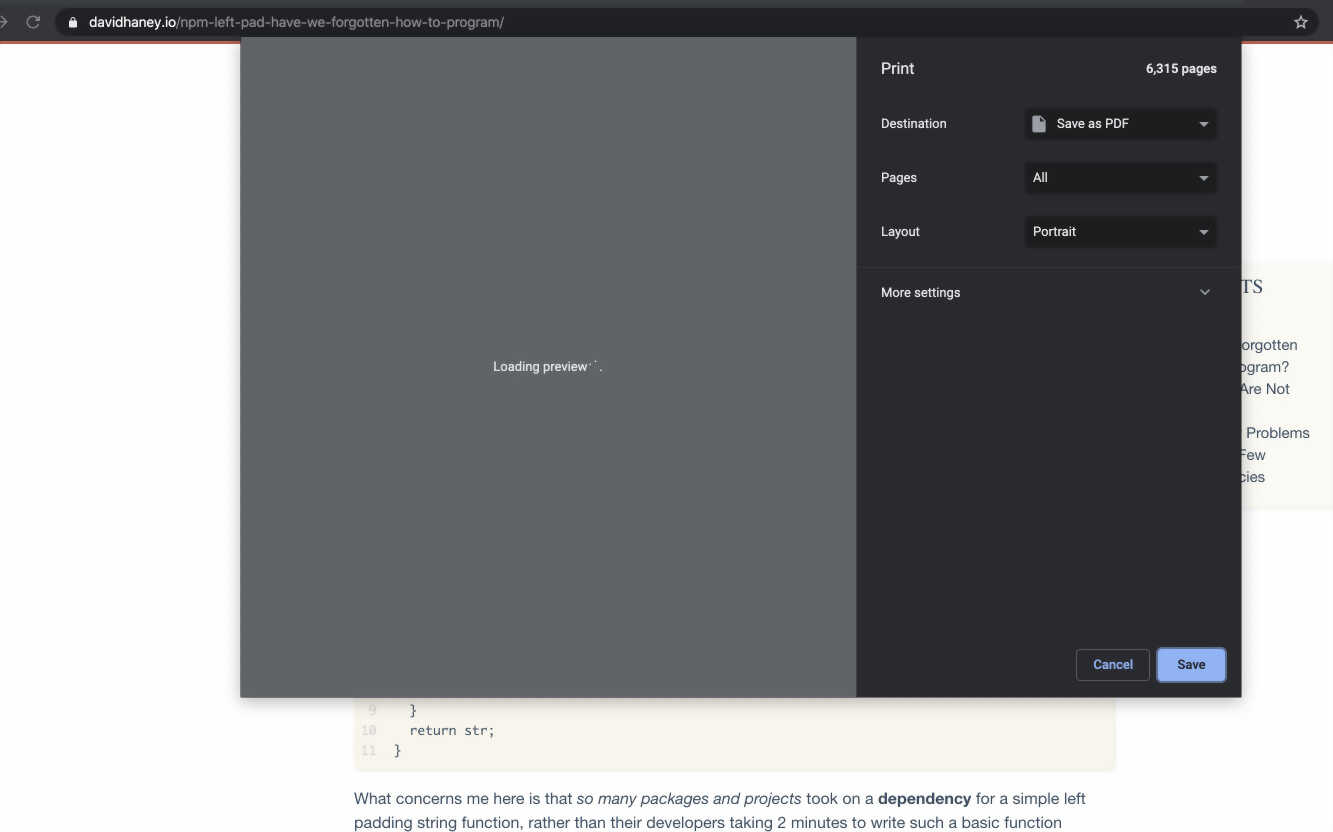 davidhaney.io/npm-left-pad-have-we-forgotten-how-to-program/
Print
6,315 pages
Destination
Save as PDF
Pages
All
Layout
Portrait
More settings
Loading preview
Cancel
Save
TS
orgotten
ogram?
Are Not
Problems
Few
cies
9 }
10 return str;
11 }
What concerns me here is that so many packages and projects took on a dependency for a simple left
padding string function, rather than their developers taking 2 minutes to write such a basic function